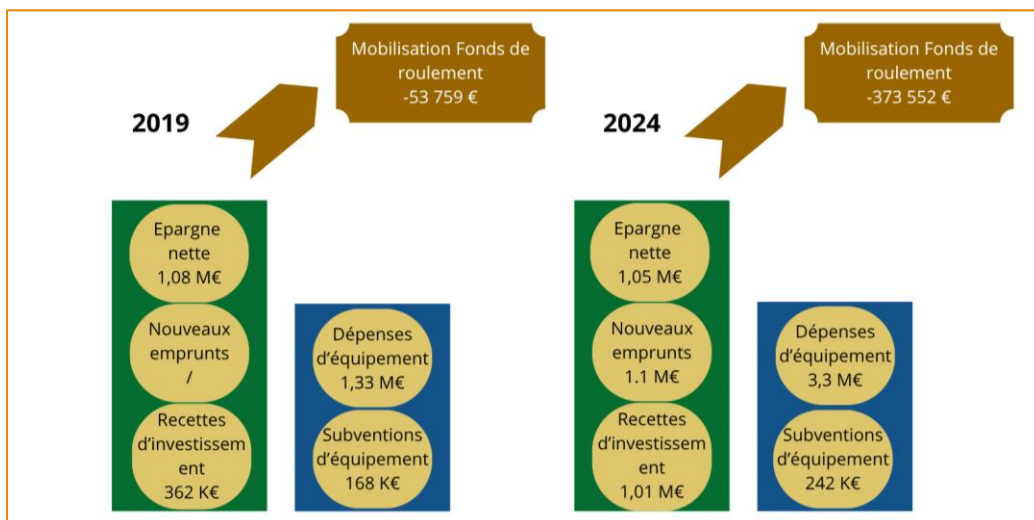 Mobilisation Fonds de
roulement
-53 759 €
2019
Epargne
nette
1,08 M€
Nouveaux
emprunts
/
Recettes
d'investissem
ent
362 K€
Dépenses
d'équipement
1,33 M€
Subventions
d'équipement
168 K€
Mobilisation Fonds de
roulement
-373 552 €
2024
Epargne
nette
1,05 M€
Nouveaux
emprunts
1.1 M€
Recettes
d'investissem
ent
1,01 M€
Dépenses
d'équipement
3,3 M€
Subventions
d'équipement
242 K€